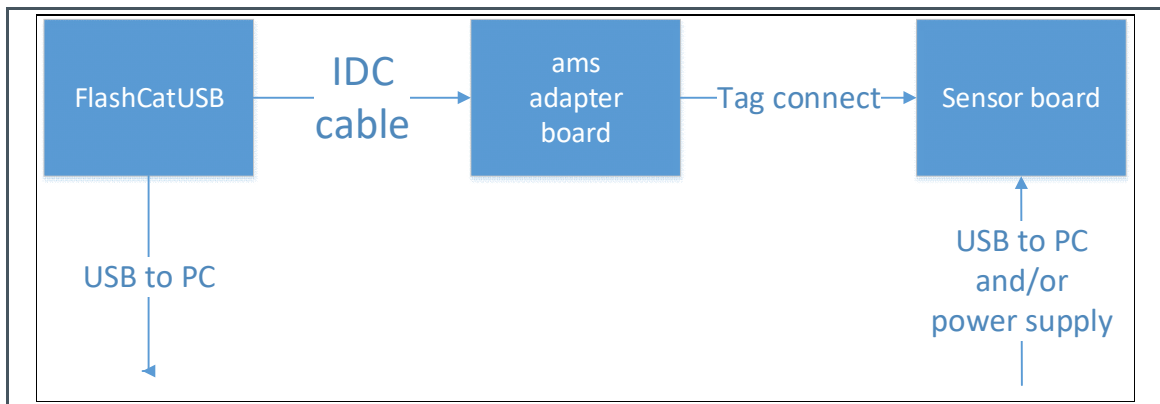 FlashCatUSB
IDC
cable
ams
adapter
board
Tag connect
Sensor board
USB to PC
USB to PC
and/or
power supply